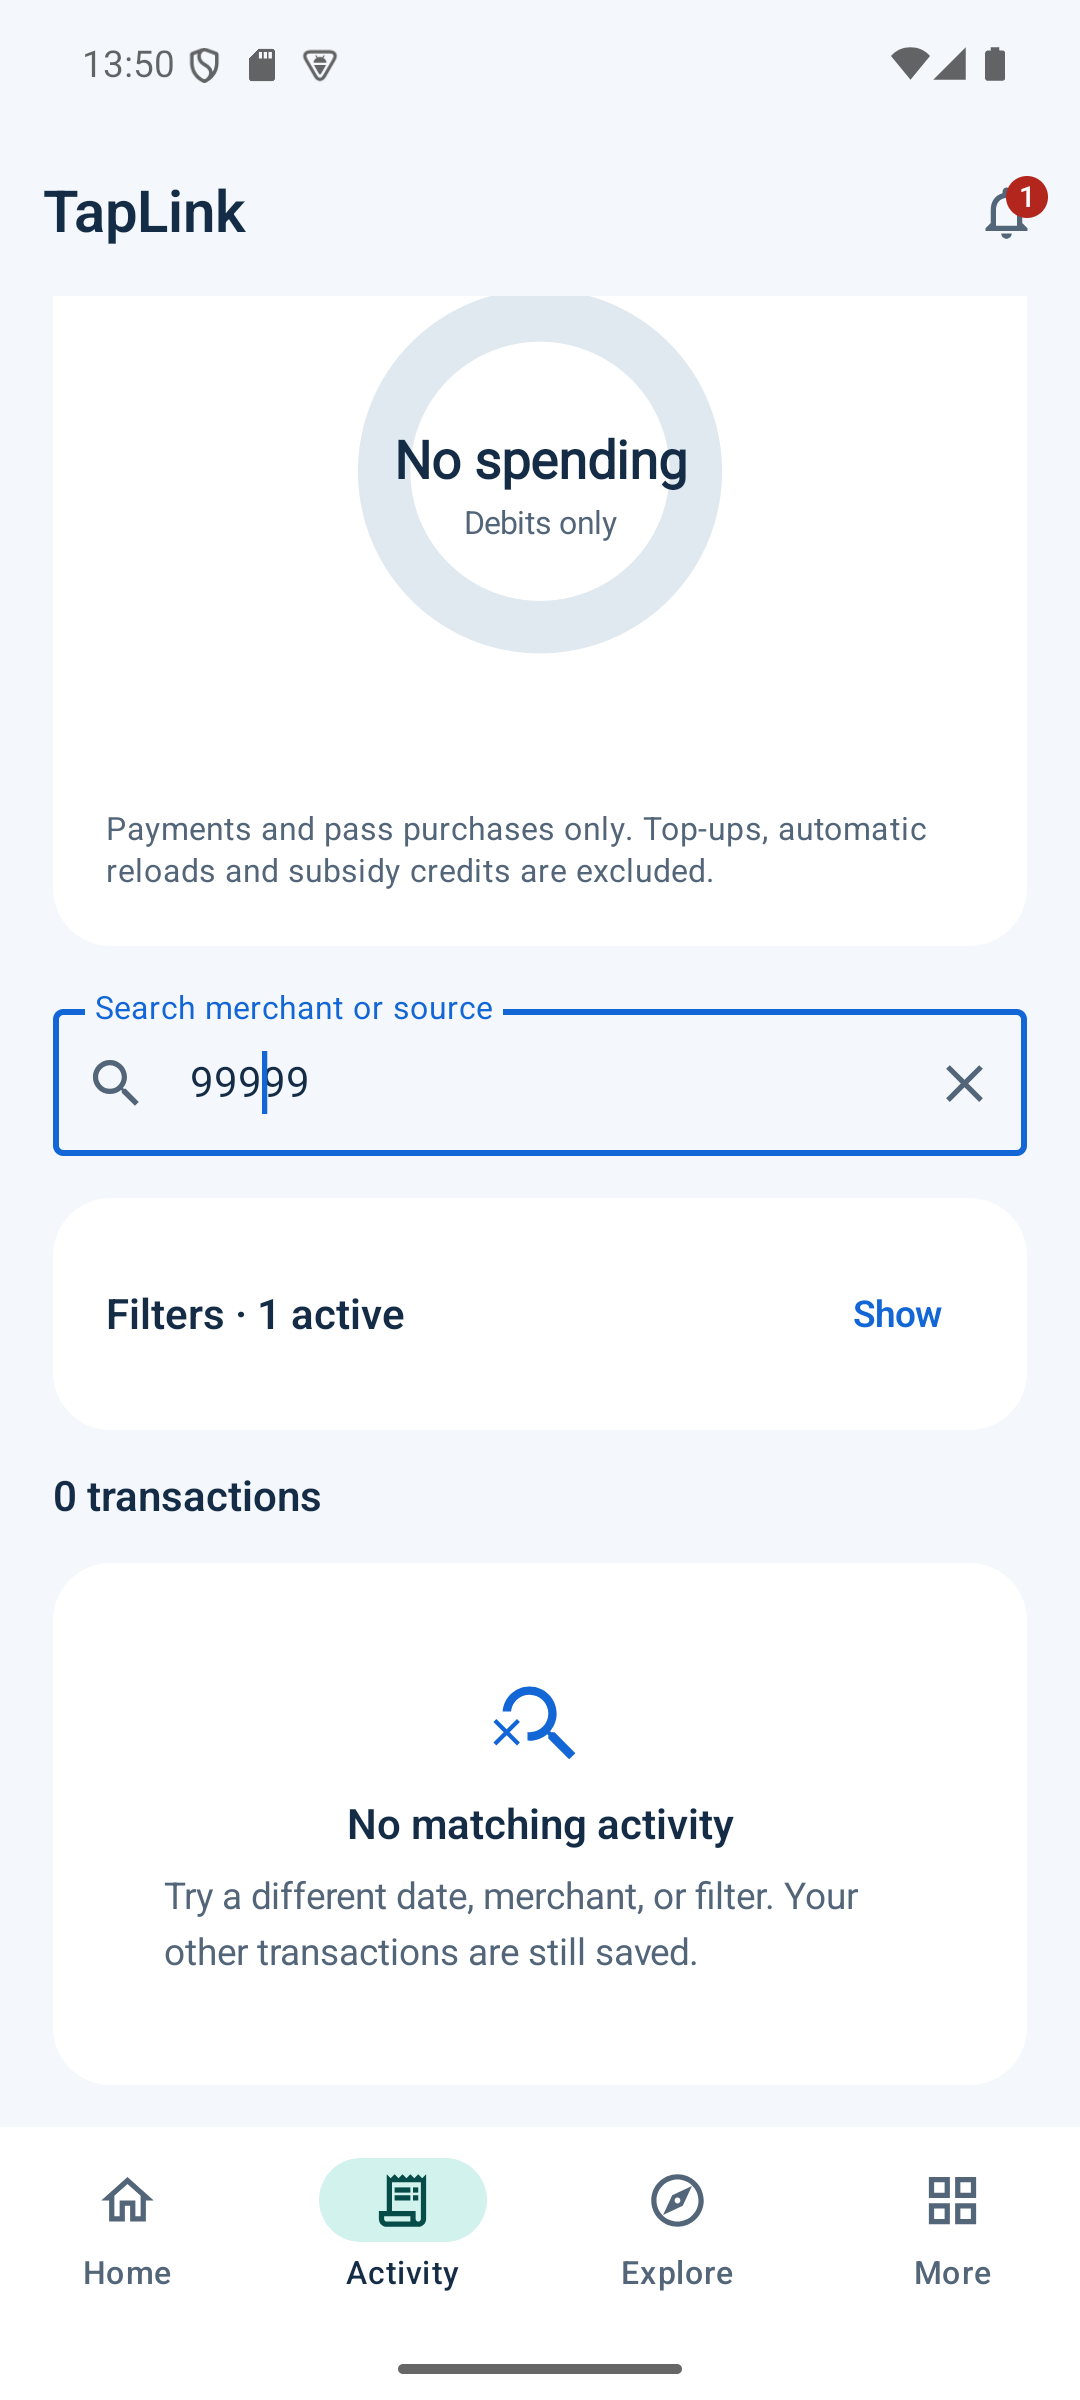 13:50
TapLink
1
No spending
Debits only
Payments and pass purchases only. Top-ups, automatic
reloads and subsidy credits are excluded.
Search merchant or source
99999
Filters · 1 active
Show
0 transactions
No matching activity
Try a different date, merchant, or filter. Your
other transactions are still saved.
Home
Activity
Explore
More